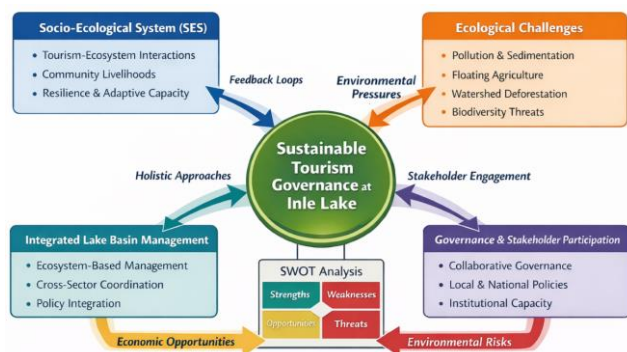 Socio-Ecological System (SES)
• Tourism-Ecosystem Interactions
• Community Livelihoods
• Resilience & Adaptive Capacity
Ecological Challenges
• Pollution & Sedimentation
• Floating Agriculture
• Watershed Deforestation
• Biodiversity Threats
Feedback Loops
Environmental
Pressures
Sustainable
Tourism
Governance at
Inle Lake
Holistic Approaches
Stakeholder Engagement
Integrated Lake Basin Management
• Ecosystem-Based Management
• Cross-Sector Coordination
• Policy Integration
Governance & Stakeholder Participation
• Collaborative Governance
• Local & National Policies
• Institutional Capacity
SWOT Analysis
Strengths
Weaknesses
Opportunities
Threats
Economic Opportunities
Environmental Risks